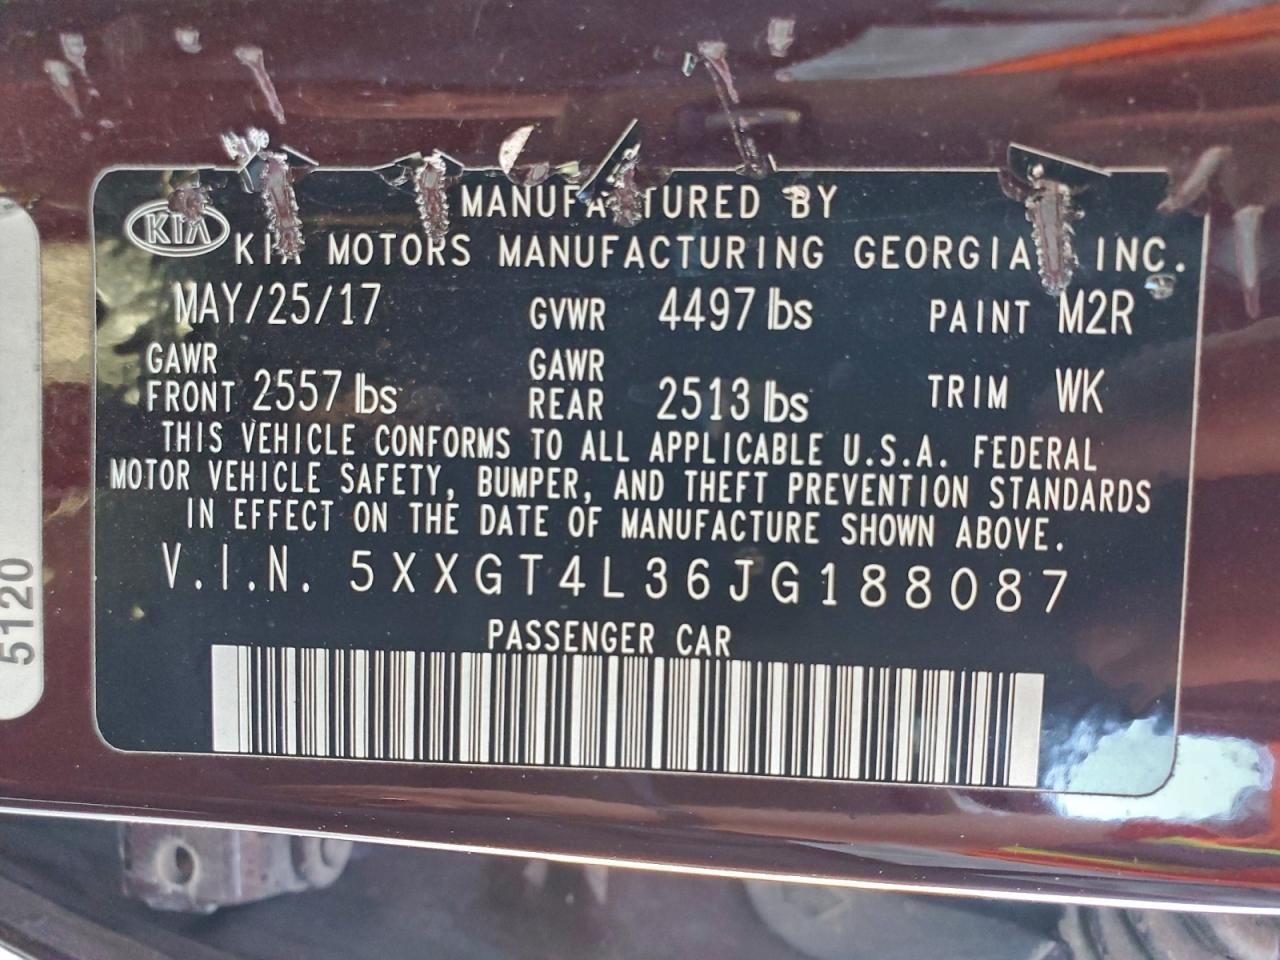 MANUFACTURED BY
KIA KIA MOTORS MANUFACTURING GEORGIA, INC.
MAY/25/17 GVWR 4497 lbs PAINT M2R
GAWR FRONT 2557 lbs GAWR REAR 2513 lbs TRIM WK
THIS VEHICLE CONFORMS TO ALL APPLICABLE U.S.A. FEDERAL
MOTOR VEHICLE SAFETY, BUMPER, AND THEFT PREVENTION STANDARDS
IN EFFECT ON THE DATE OF MANUFACTURE SHOWN ABOVE.
V.I.N. 5XXGT4L36JG188087
PASSENGER CAR
5120